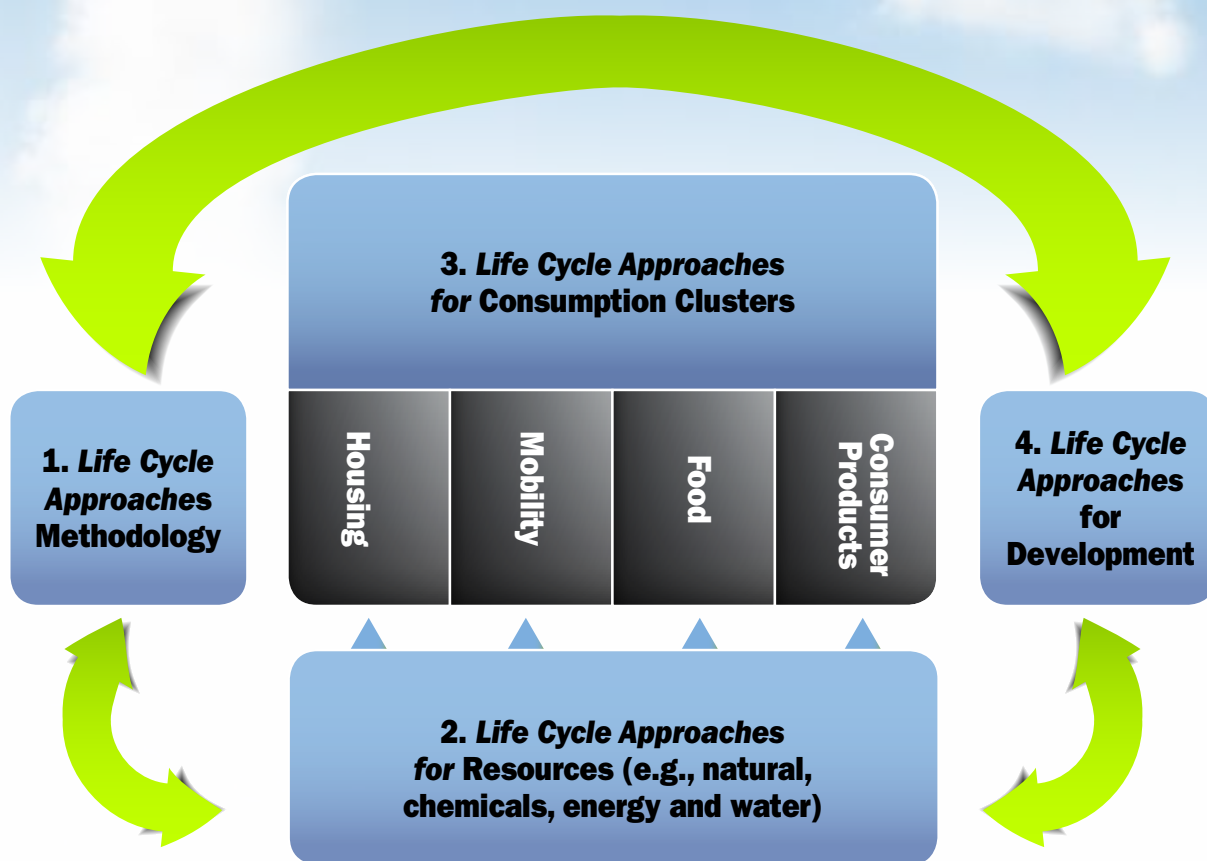 3. Life Cycle Approaches
for Consumption Clusters
1. Life Cycle
Approaches
Methodology
Housing
Mobility
Food
Consumer
Products
4. Life Cycle
Approaches
for
Development
2. Life Cycle Approaches
for Resources (e.g., natural,
chemicals, energy and water)